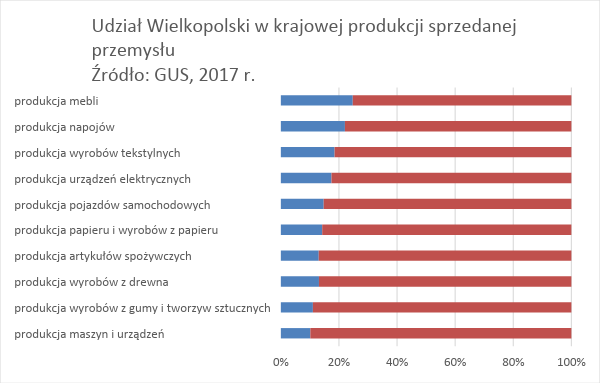 Udział Wielkopolski w krajowej produkcji sprzedanej
przemysłu
Źródło: GUS, 2017 r.
produkcja mebli
produkcja napojów
produkcja wyrobów tekstylnych
produkcja urządzeń elektrycznych
produkcja pojazdów samochodowych
produkcja papieru i wyrobów z papieru
produkcja artykułów spożywczych
produkcja wyrobów z drewna
produkcja wyrobów z gumy i tworzyw sztucznych
produkcja maszyn i urządzeń
0% 20% 40% 60% 80% 100%